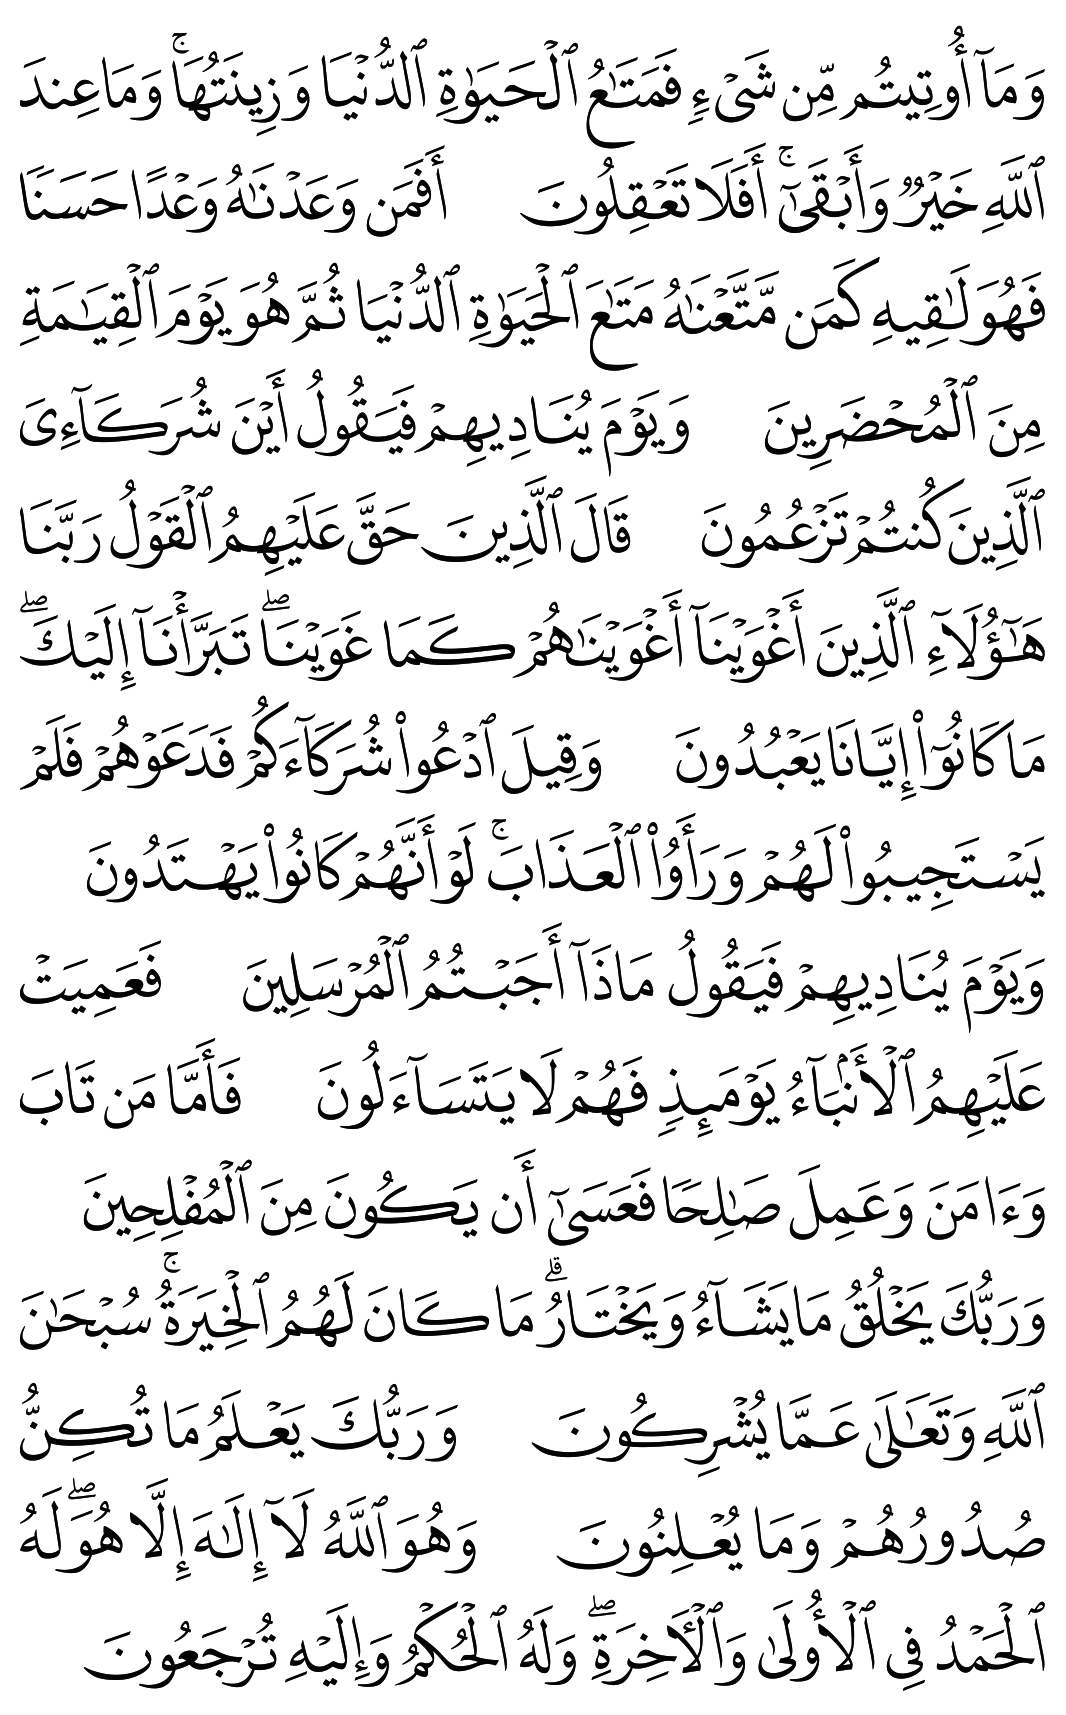 وَمَآ أُوتِيتُم مِّن شَىْءٍ فَمَتَـٰعُ ٱلْحَيَوٰةِ ٱلدُّنْيَا وَزِينَتُهَا ۚ وَمَا عِندَ
ٱللَّهِ خَيْرٌ وَأَبْقَىٰٓ ۚ أَفَلَا تَعْقِلُونَ أَفَمَن وَعَدْنَـٰهُ وَعْدًا حَسَنًا
فَهُوَ لَـٰقِيهِ كَمَن مَّتَّعْنَـٰهُ مَتَـٰعَ ٱلْحَيَوٰةِ ٱلدُّنْيَا ثُمَّ هُوَ يَوْمَ ٱلْقِيَـٰمَةِ
مِنَ ٱلْمُحْضَرِينَ وَيَوْمَ يُنَادِيهِمْ فَيَقُولُ أَيْنَ شُرَكَآءِىَ
ٱلَّذِينَ كُنتُمْ تَزْعُمُونَ قَالَ ٱلَّذِينَ حَقَّ عَلَيْهِمُ ٱلْقَوْلُ رَبَّنَا
هَـٰٓؤُلَآءِ ٱلَّذِينَ أَغْوَيْنَآ أَغْوَيْنَـٰهُمْ كَمَا غَوَيْنَا ۖ تَبَرَّأْنَآ إِلَيْكَ ۖ
مَا كَانُوٓا۟ إِيَّانَا يَعْبُدُونَ وَقِيلَ ٱدْعُوا۟ شُرَكَآءَكُمْ فَدَعَوْهُمْ فَلَمْ
يَسْتَجِيبُوا۟ لَهُمْ وَرَأَوُا۟ ٱلْعَذَابَ ۚ لَوْ أَنَّهُمْ كَانُوا۟ يَهْتَدُونَ
وَيَوْمَ يُنَادِيهِمْ فَيَقُولُ مَاذَآ أَجَبْتُمُ ٱلْمُرْسَلِينَ فَعَمِيَتْ
عَلَيْهِمُ ٱلْأَنۢبَآءُ يَوْمَئِذٍ فَهُمْ لَا يَتَسَآءَلُونَ فَأَمَّا مَن تَابَ
وَءَامَنَ وَعَمِلَ صَـٰلِحًا فَعَسَىٰٓ أَن يَكُونَ مِنَ ٱلْمُفْلِحِينَ
وَرَبُّكَ يَخْلُقُ مَا يَشَآءُ وَيَخْتَارُ ۗ مَا كَانَ لَهُمُ ٱلْخِيَرَةُ ۚ سُبْحَـٰنَ
ٱللَّهِ وَتَعَـٰلَىٰ عَمَّا يُشْرِكُونَ وَرَبُّكَ يَعْلَمُ مَا تُكِنُّ
صُدُورُهُمْ وَمَا يُعْلِنُونَ وَهُوَ ٱللَّهُ لَآ إِلَـٰهَ إِلَّا هُوَ ۖ لَهُ
ٱلْحَمْدُ فِى ٱلْأُولَىٰ وَٱلْـَٔاخِرَةِ ۖ وَلَهُ ٱلْحُكْمُ وَإِلَيْهِ تُرْجَعُونَ